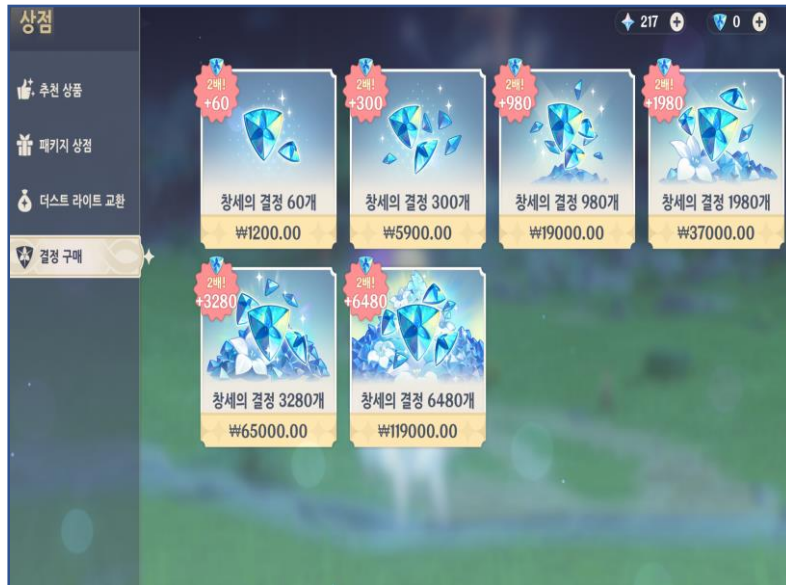 상점
217
0
추천 상품
패키지 상점
더스트 라이트 교환
결정 구매
2배!
+60
창세의 결정 60개
₩1200.00
2배!
+300
창세의 결정 300개
₩5900.00
2배!
+980
창세의 결정 980개
₩19000.00
2배!
+1980
창세의 결정 1980개
₩37000.00
2배!
+3280
창세의 결정 3280개
₩65000.00
2배!
+6480
창세의 결정 6480개
₩119000.00